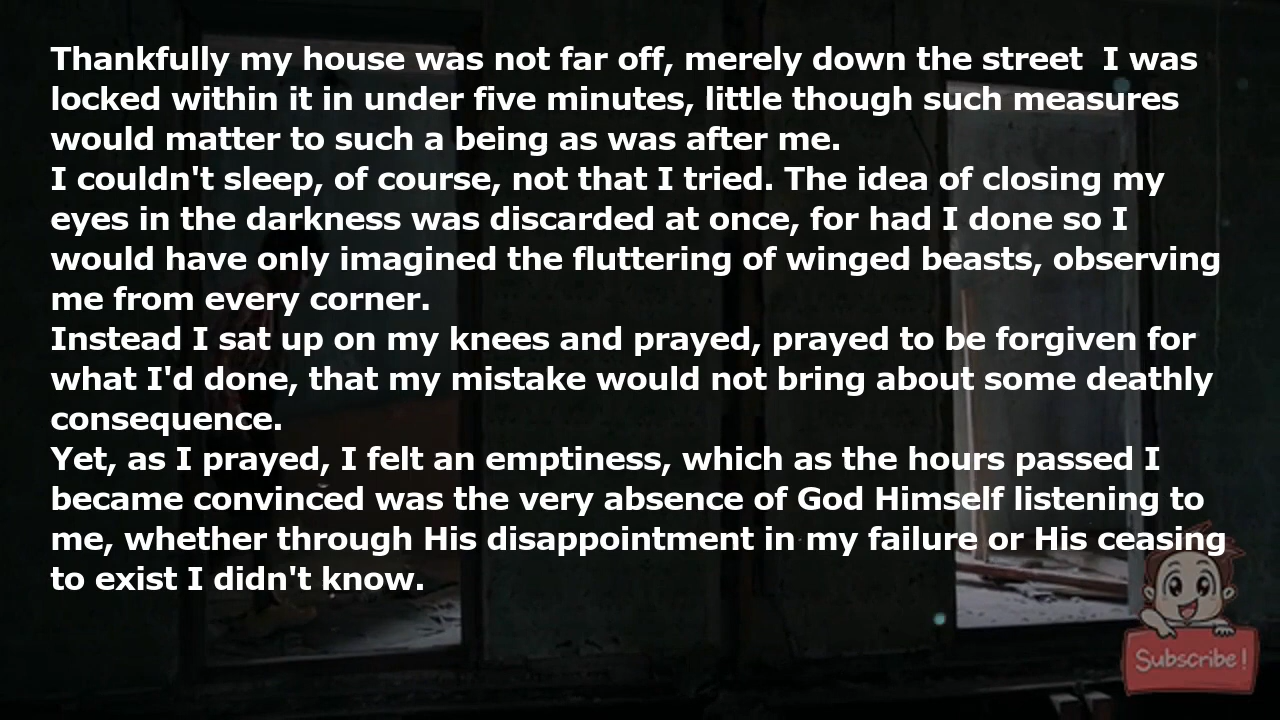 Thankfully my house was not far off, merely down the street  I was
locked within it in under five minutes, little though such measures
would matter to such a being as was after me.
I couldn't sleep, of course, not that I tried. The idea of closing my
eyes in the darkness was discarded at once, for had I done so I
would have only imagined the fluttering of winged beasts, observing
me from every corner.
Instead I sat up on my knees and prayed, prayed to be forgiven for
what I'd done, that my mistake would not bring about some deathly
consequence.
Yet, as I prayed, I felt an emptiness, which as the hours passed I
became convinced was the very absence of God Himself listening to
me, whether through His disappointment in my failure or His ceasing
to exist I didn't know.
Subscribe!